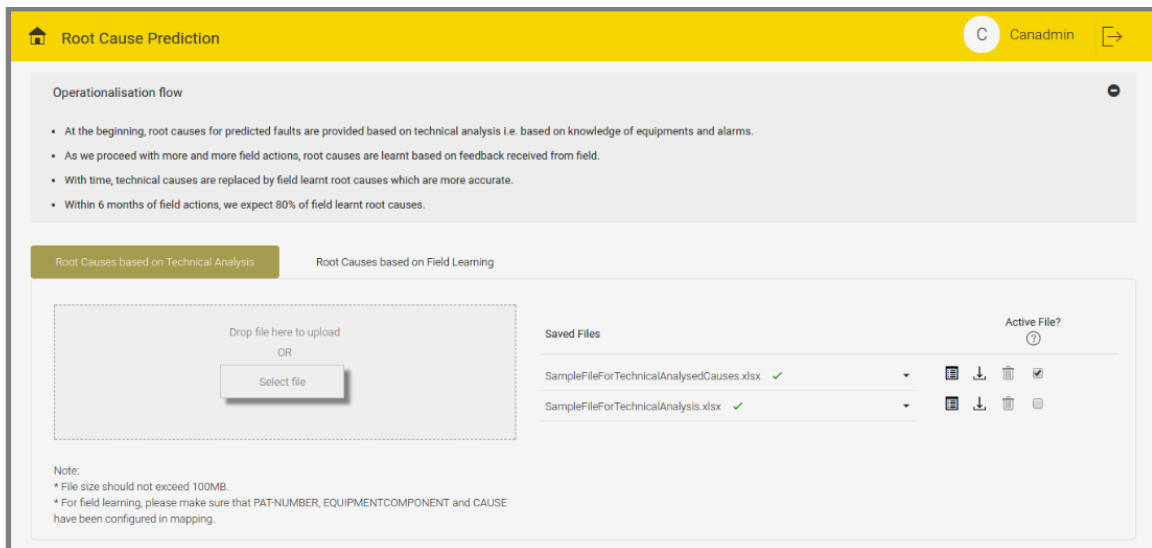 Root Cause Prediction
C Canadmin
Operationalisation flow
• At the beginning, root causes for predicted faults are provided based on technical analysis i.e. based on knowledge of equipments and alarms.
• As we proceed with more and more field actions, root causes are learnt based on feedback received from field.
• With time, technical causes are replaced by field learnt root causes which are more accurate.
• Within 6 months of field actions, we expect 80% of field learnt root causes.
Root Causes based on Technical Analysis
Root Causes based on Field Learning
Drop file here to upload
OR
Select file
Saved Files
Active File?
?
SampleFileForTechnicalAnalysedCauses.xlsx
SampleFileForTechnicalAnalysis.xlsx
Note:
* File size should not exceed 100MB.
* For field learning, please make sure that PAT-NUMBER, EQUIPMENTCOMPONENT and CAUSE
have been configured in mapping.